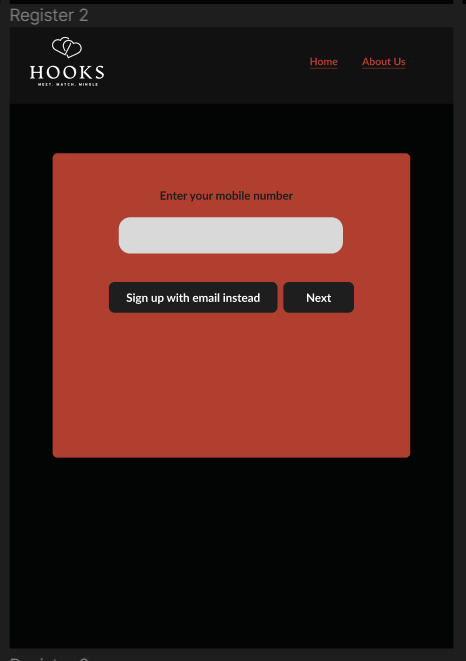 Register 2
HOOKS
MEET. MATCH. MINGLE
Home
About Us
Enter your mobile number
Sign up with email instead
Next